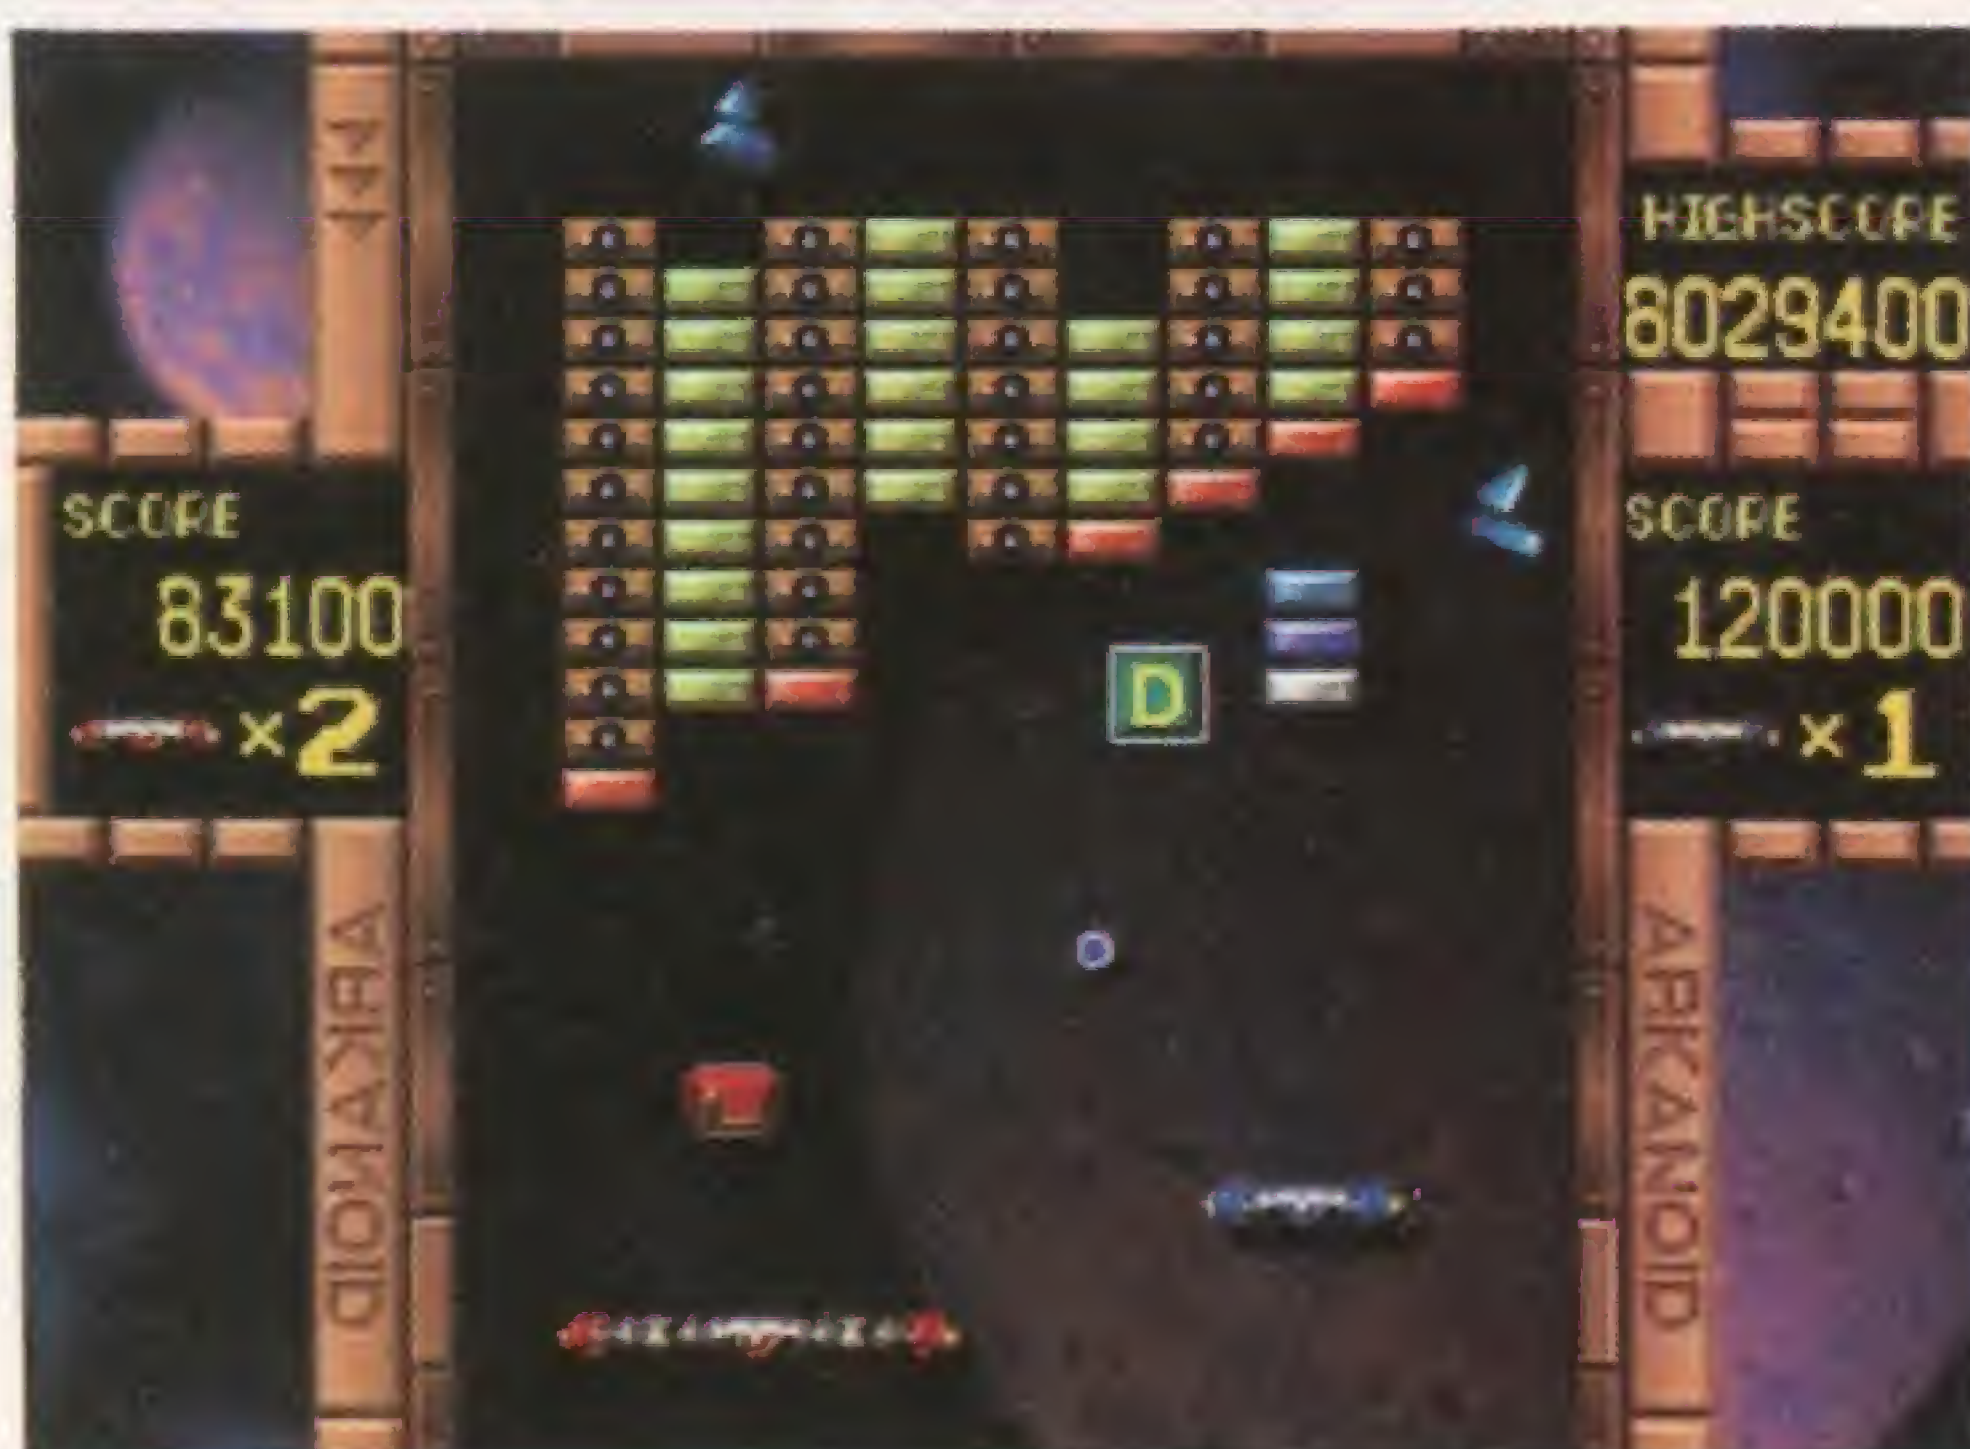 SCORE
83100
×2
ARKANOID
D
HIGHSCORE
8029400
SCORE
120000
×1
ARKANOID